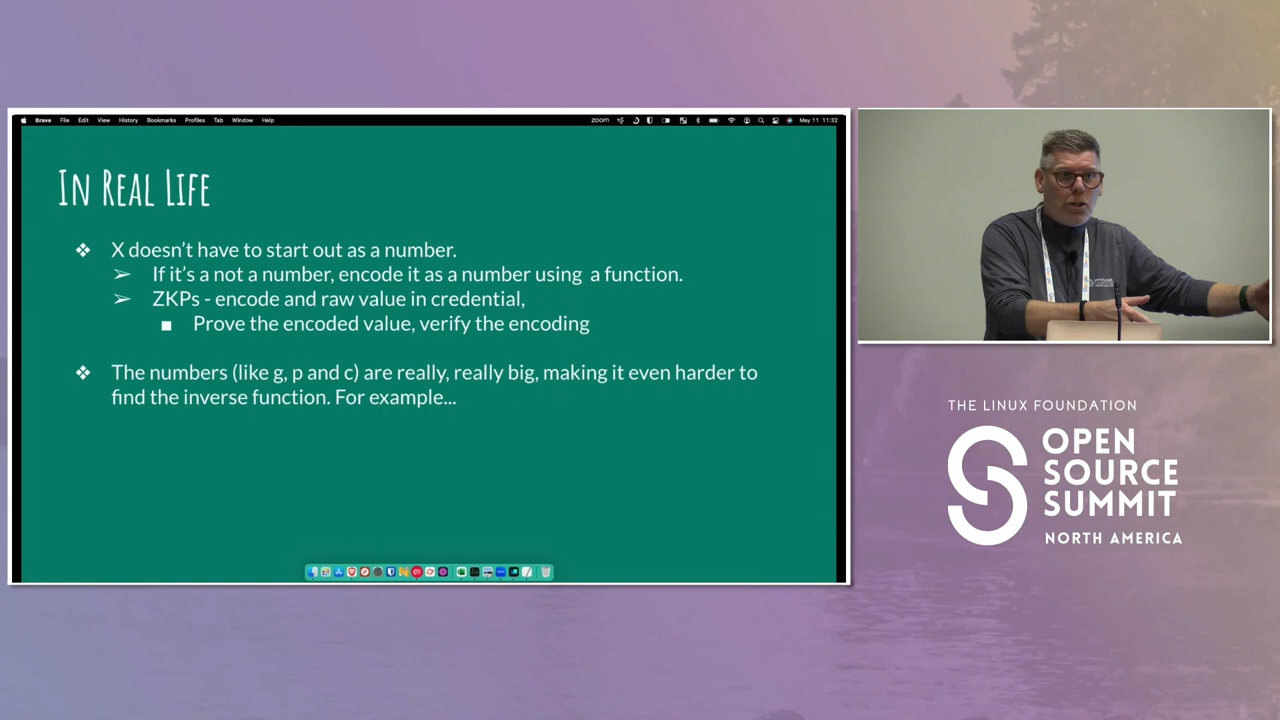 Brave File Edit View History Bookmarks Profiles Tab Window Help
zoom
May 11 11:32
In Real Life
❖ X doesn't have to start out as a number.
➢ If it's a not a number, encode it as a number using a function.
➢ ZKPs - encode and raw value in credential,
■ Prove the encoded value, verify the encoding
❖ The numbers (like g, p and c) are really, really big, making it even harder to
find the inverse function. For example...
THE LINUX FOUNDATION
OPEN
SOURCE
SUMMIT
NORTH AMERICA